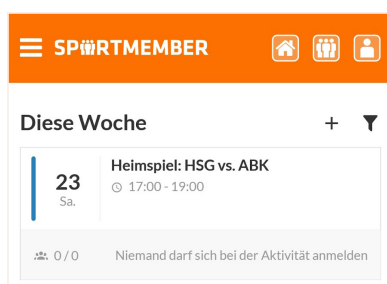 SPORTMEMBER
Diese Woche
23
Sa.
Heimspiel: HSG vs. ABK
17:00 - 19:00
0 / 0
Niemand darf sich bei der Aktivität anmelden